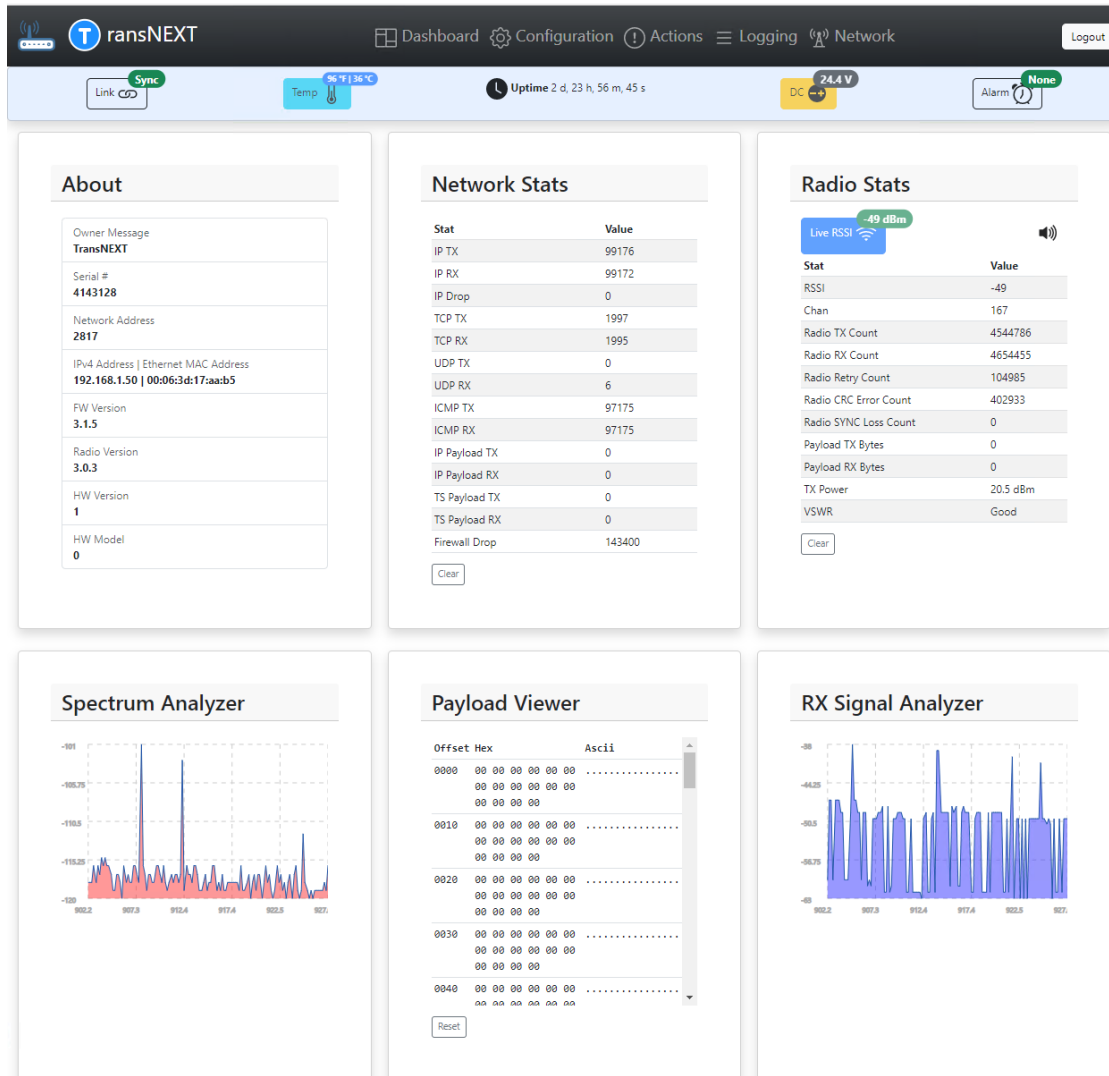 TransNEXT
Dashboard Configuration Actions Logging Network
Logout
Link Sync
Temp 96 °F | 36 °C
Uptime 2 d, 23 h, 56 m, 45 s
DC 24.4 V
Alarm None
About
Owner Message
TransNEXT
Serial #
4143128
Network Address
2817
IPv4 Address | Ethernet MAC Address
192.168.1.50 | 00:06:3d:17:aa:b5
FW Version
3.1.5
Radio Version
3.0.3
HW Version
1
HW Model
0
Network Stats
Stat Value
IP TX 99176
IP RX 99172
IP Drop 0
TCP TX 1997
TCP RX 1995
UDP TX 0
UDP RX 6
ICMP TX 97175
ICMP RX 97175
IP Payload TX 0
IP Payload RX 0
TS Payload TX 0
TS Payload RX 0
Firewall Drop 143400
Clear
Radio Stats
Live RSSI -49 dBm
Stat Value
RSSI -49
Chan 167
Radio TX Count 4544786
Radio RX Count 4654455
Radio Retry Count 104985
Radio CRC Error Count 402933
Radio SYNC Loss Count 0
Payload TX Bytes 0
Payload RX Bytes 0
TX Power 20.5 dBm
VSWR Good
Clear
Spectrum Analyzer
-101
-105.75
-110.5
-115.25
-120
902.2 907.3 912.4 917.4 922.5 927.
Payload Viewer
Offset Hex Ascii
0000 00 00 00 00 00 00 ................
00 00 00 00 00 00
00 00 00 00
0010 00 00 00 00 00 00 ................
00 00 00 00 00 00
00 00 00 00
0020 00 00 00 00 00 00 ................
00 00 00 00 00 00
00 00 00 00
0030 00 00 00 00 00 00 ................
00 00 00 00 00 00
00 00 00 00
0040 00 00 00 00 00 00 ................
00 00 00 00 00 00
Reset
RX Signal Analyzer
-38
-44.25
-50.5
-56.75
-63
902.2 907.3 912.4 917.4 922.5 927.